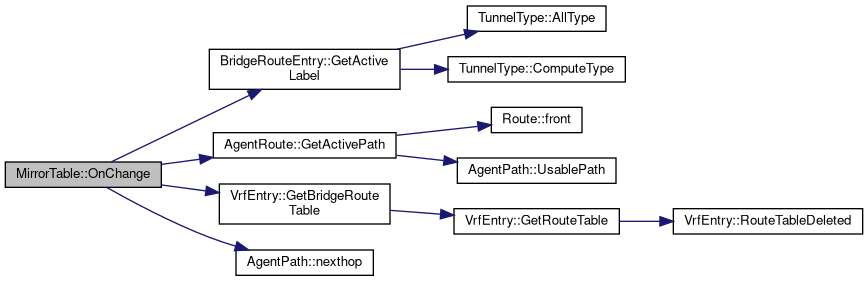 TunnelType::AllType
BridgeRouteEntry::GetActive
Label
TunnelType::ComputeType
Route::front
AgentRoute::GetActivePath
AgentPath::UsablePath
MirrorTable::OnChange
VrfEntry::GetBridgeRoute
Table
VrfEntry::GetRouteTable
VrfEntry::RouteTableDeleted
AgentPath::nexthop